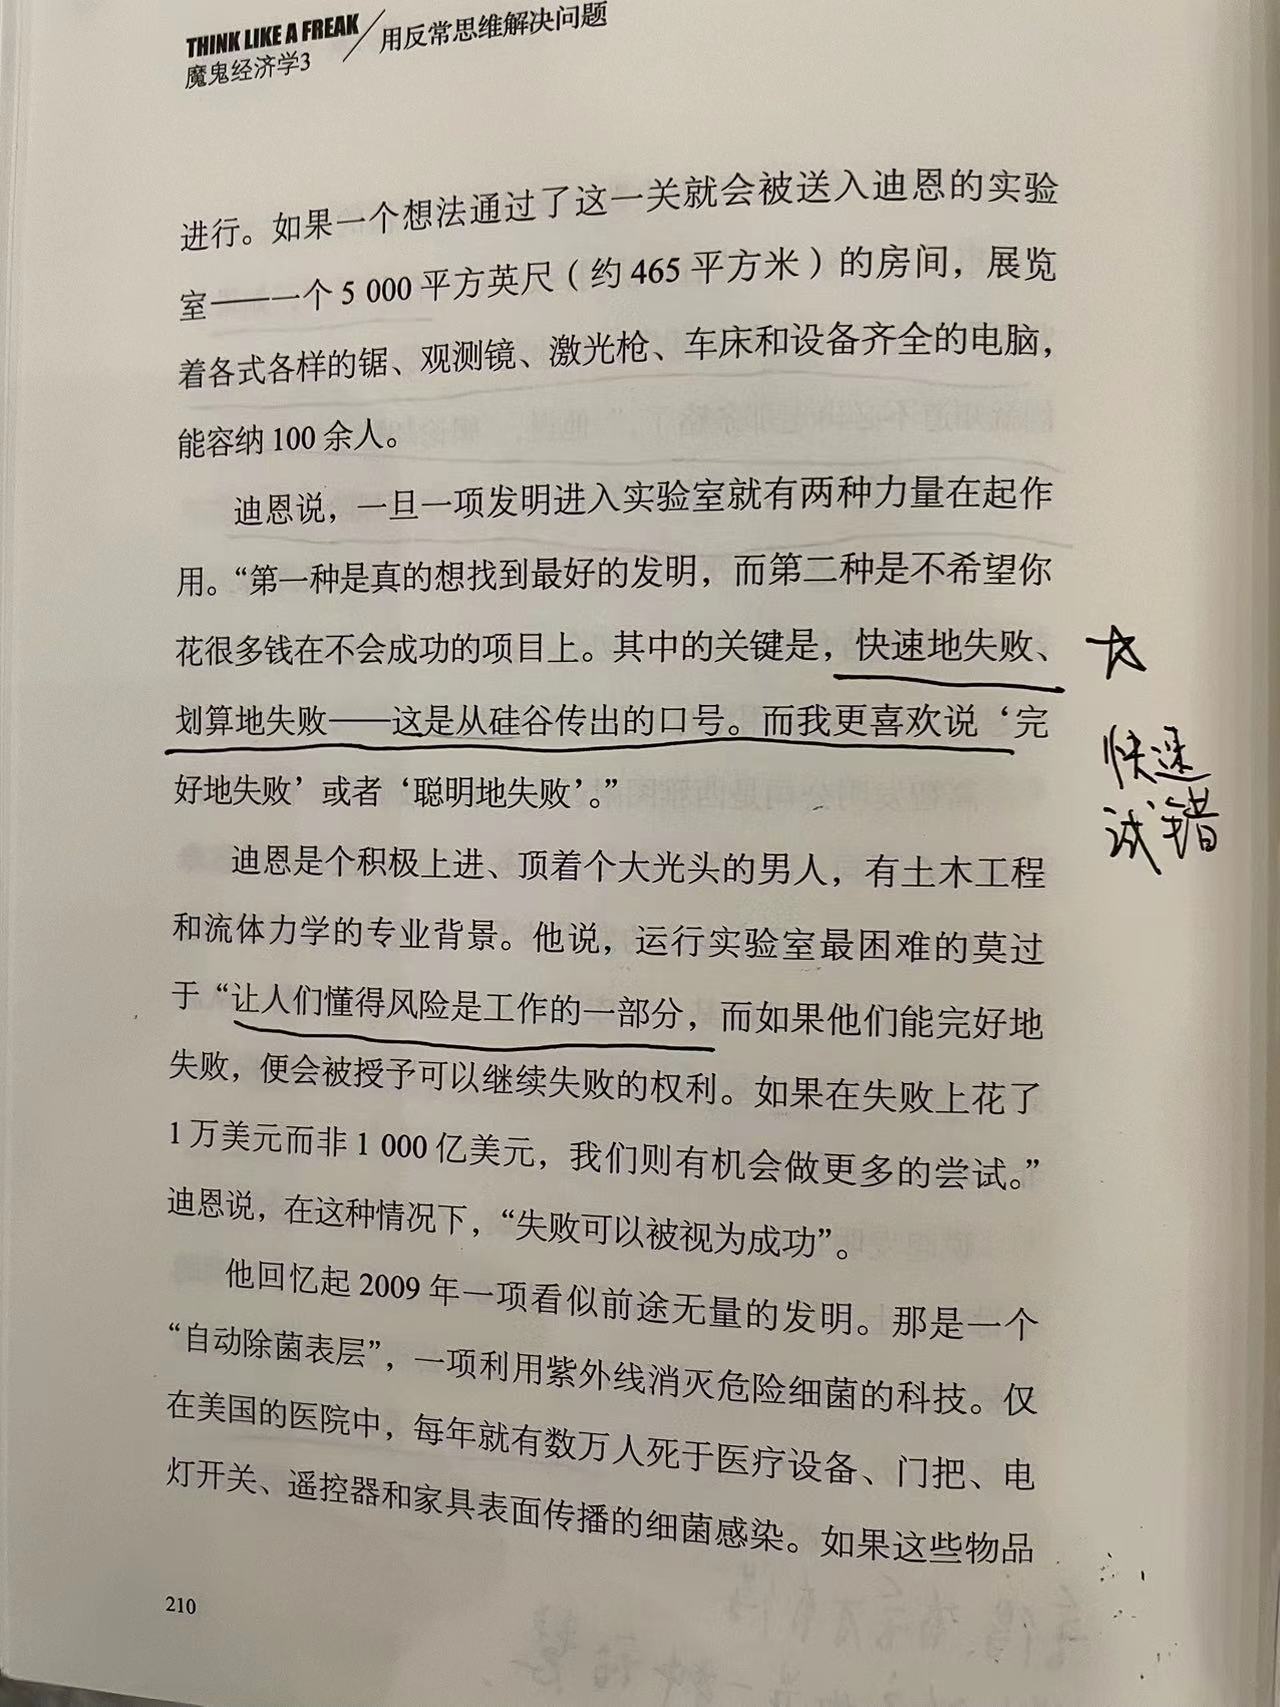 THINK LIKE A FREAK
魔鬼经济学3
用反常思维解决问题
进行。如果一个想法通过了这一关就会被送入迪恩的实验
室——一个 5 000 平方英尺（约 465 平方米）的房间，展览
着各式各样的锯、观测镜、激光枪、车床和设备齐全的电脑，
能容纳 100 余人。
迪恩说，一旦一项发明进入实验室就有两种力量在起作
用。“第一种是真的想找到最好的发明，而第二种是不希望你
花很多钱在不会成功的项目上。其中的关键是，快速地失败、
划算地失败——这是从硅谷传出的口号。而我更喜欢说‘完
好地失败’或者‘聪明地失败’。”
快速
试错
迪恩是个积极上进、顶着个大光头的男人，有土木工程
和流体力学的专业背景。他说，运行实验室最困难的莫过
于“让人们懂得风险是工作的一部分，而如果他们能完好地
失败，便会被授予可以继续失败的权利。如果在失败上花了
1 万美元而非 1 000 亿美元，我们则有机会做更多的尝试。”
迪恩说，在这种情况下，“失败可以被视为成功”。
他回忆起 2009 年一项看似前途无量的发明。那是一个
“自动除菌表层”，一项利用紫外线消灭危险细菌的科技。仅
在美国的医院中，每年就有数万人死于医疗设备、门把、电
灯开关、遥控器和家具表面传播的细菌感染。如果这些物品
210